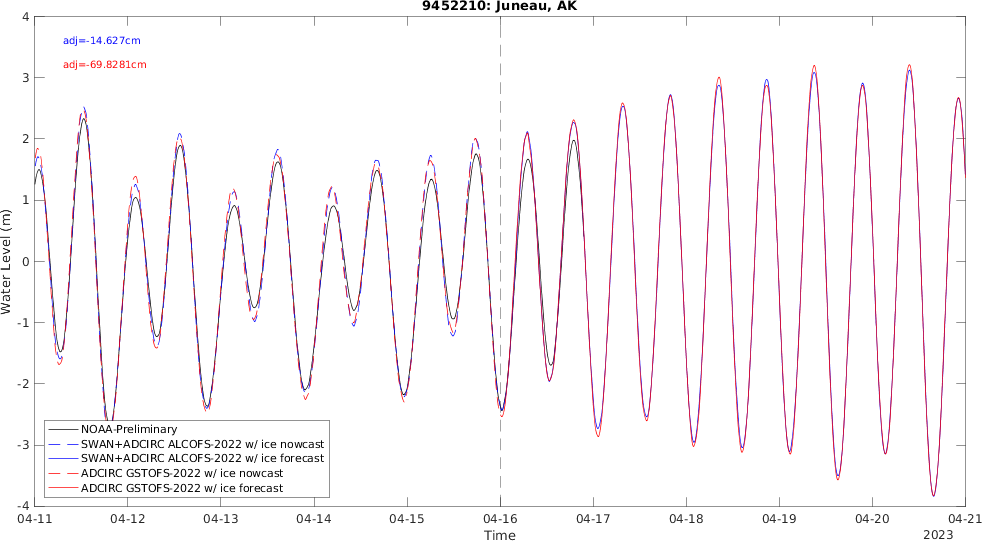 9452210: Juneau, AK
adj=-14.627cm
adj=-69.8281cm
4
3
2
1
0
-1
-2
-3
-4
Water Level (m)
NOAA-Preliminary
SWAN+ADCIRC ALCOFS-2022 w/ ice nowcast
SWAN+ADCIRC ALCOFS-2022 w/ ice forecast
ADCIRC GSTOFS-2022 w/ ice nowcast
ADCIRC GSTOFS-2022 w/ ice forecast
04-11 04-12 04-13 04-14 04-15 04-16 04-17 04-18 04-19 04-20 04-21
Time
2023